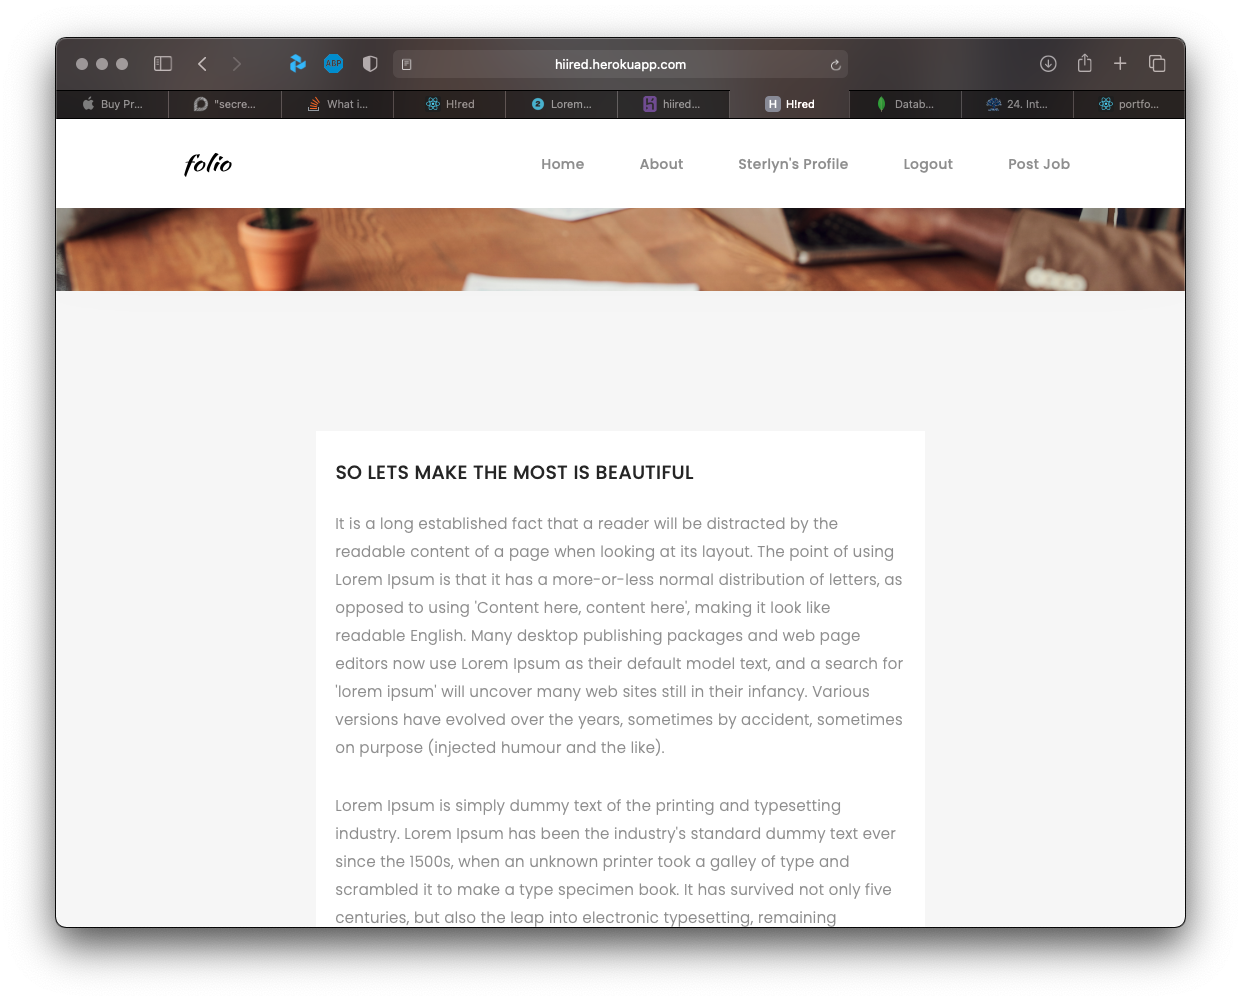 ABP
hiired.herokuapp.com
Buy Pr...
"secre...
What i...
H!red
2
Lorem...
hiired...
H
H!red
Datab...
24. Int...
portfo...
folio
Home
About
Sterlyn's Profile
Logout
Post Job
SO LETS MAKE THE MOST IS BEAUTIFUL
It is a long established fact that a reader will be distracted by the
readable content of a page when looking at its layout. The point of using
Lorem Ipsum is that it has a more-or-less normal distribution of letters, as
opposed to using 'Content here, content here', making it look like
readable English. Many desktop publishing packages and web page
editors now use Lorem Ipsum as their default model text, and a search for
'lorem ipsum' will uncover many web sites still in their infancy. Various
versions have evolved over the years, sometimes by accident, sometimes
on purpose (injected humour and the like).
Lorem Ipsum is simply dummy text of the printing and typesetting
industry. Lorem Ipsum has been the industry's standard dummy text ever
since the 1500s, when an unknown printer took a galley of type and
scrambled it to make a type specimen book. It has survived not only five
centuries, but also the leap into electronic typesetting, remaining